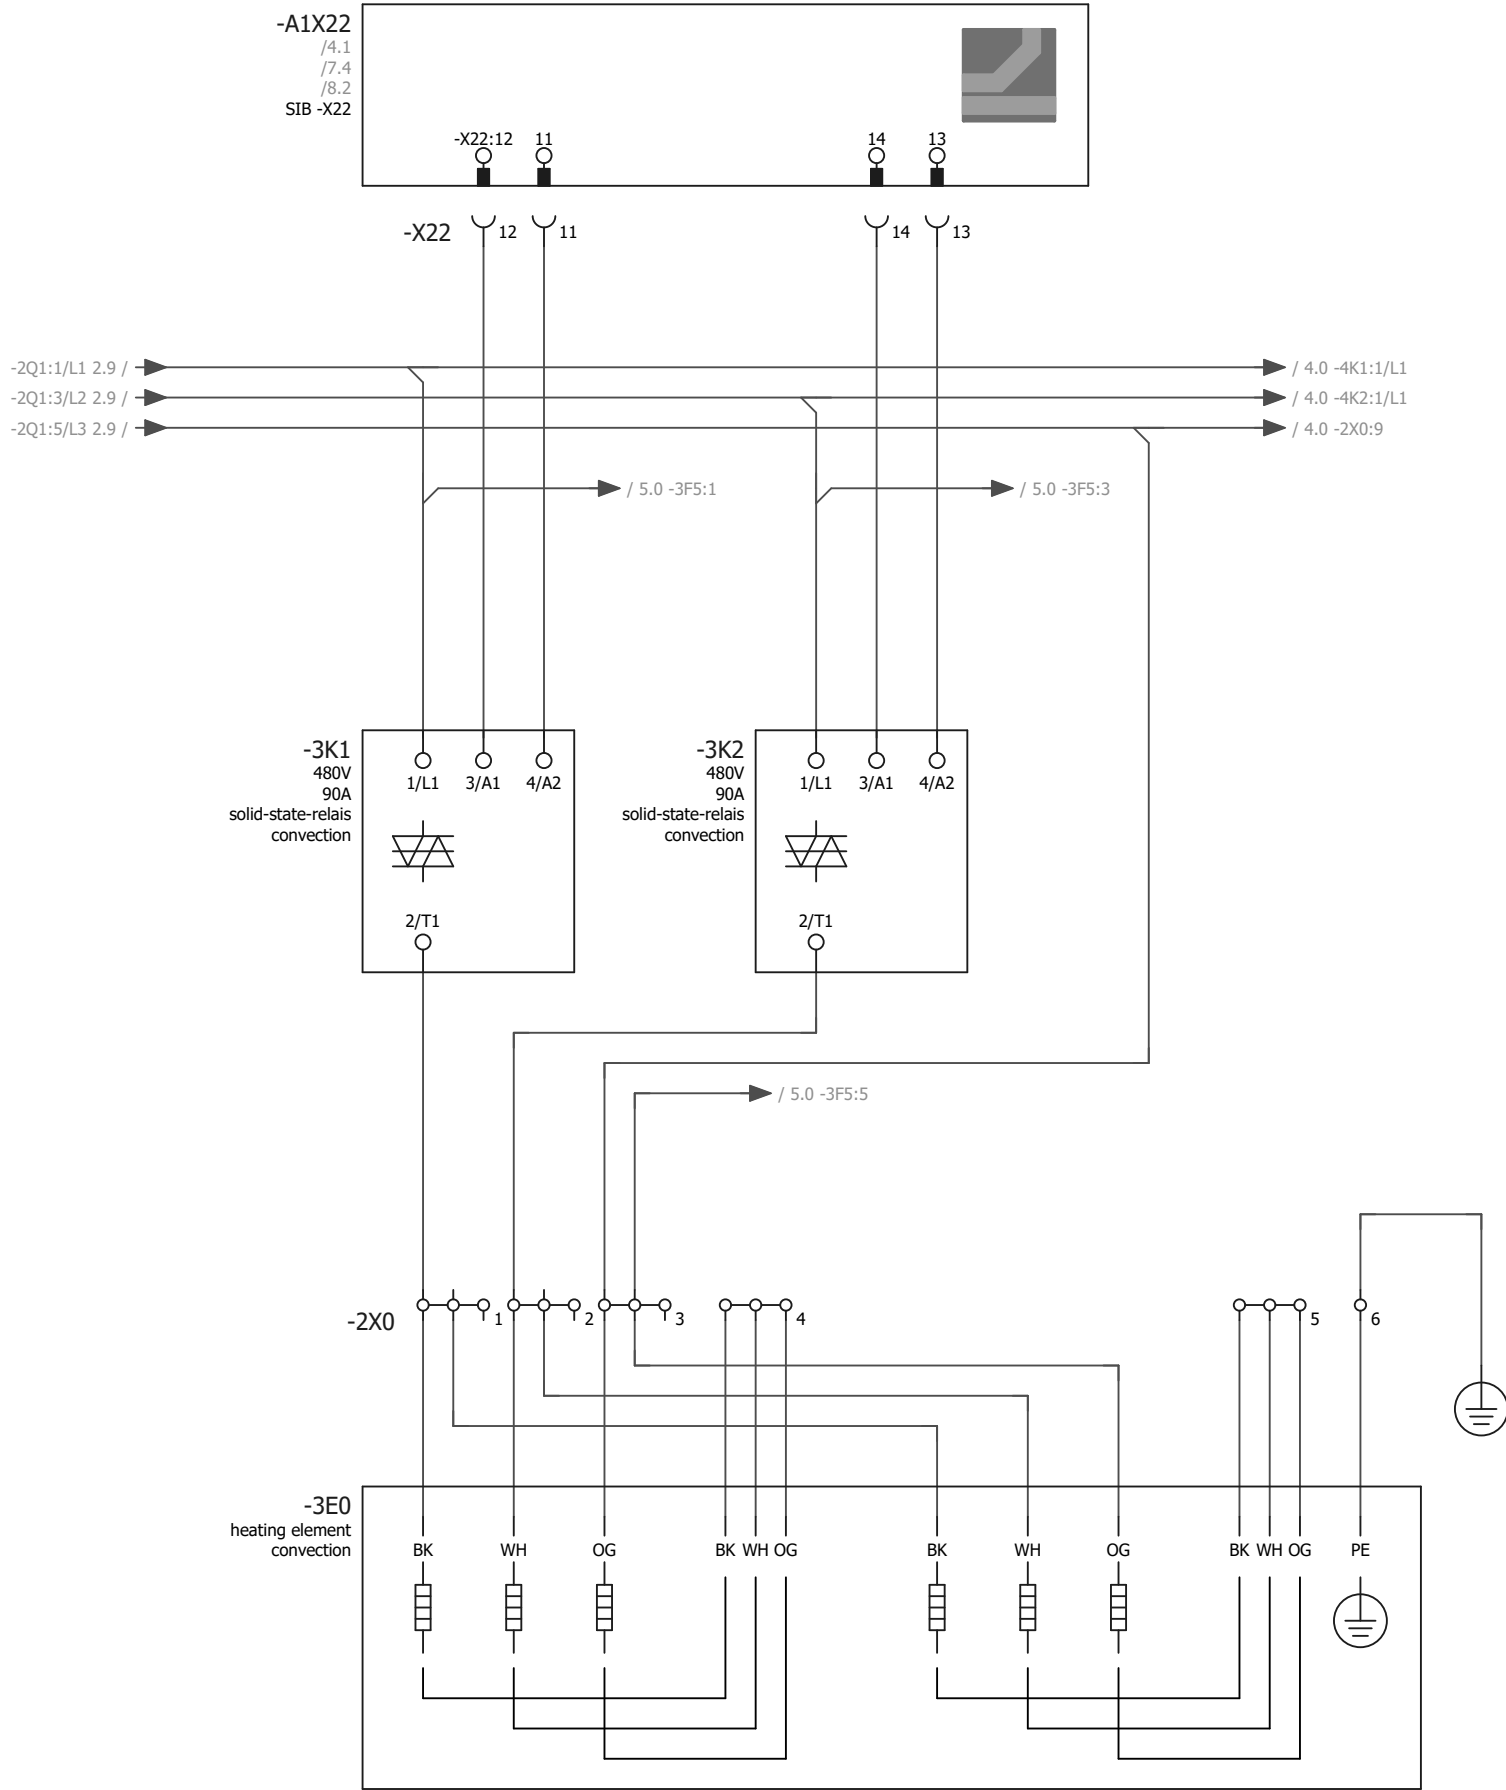 -A1X22
/4.1
/7.4
/8.2
SIB -X22
-X22:12 11 14 13
-X22 12 11 14 13
-2Q1:1/L1 2.9 / / 4.0 -4K1:1/L1
-2Q1:3/L2 2.9 / / 4.0 -4K2:1/L1
-2Q1:5/L3 2.9 / / 4.0 -2X0:9
/ 5.0 -3F5:1 / 5.0 -3F5:3
-3K1
480V
90A
solid-state-relais
convection
1/L1 3/A1 4/A2
2/T1
-3K2
480V
90A
solid-state-relais
convection
1/L1 3/A1 4/A2
2/T1
/ 5.0 -3F5:5
-2X0 1 2 3 4 5 6
-3E0
heating element
convection
BK WH OG BK WH OG BK WH OG BK WH OG PE